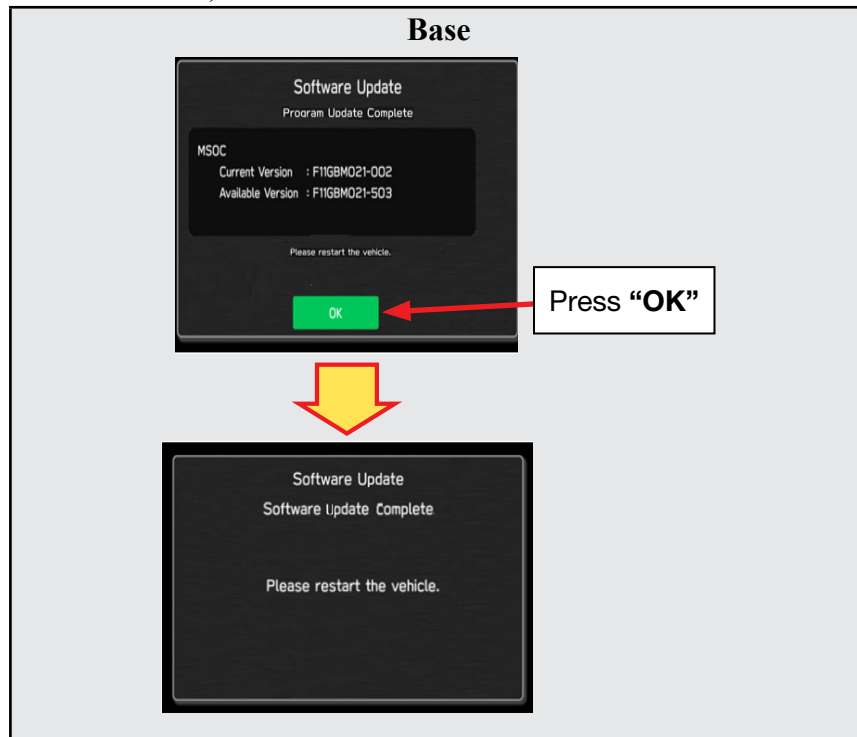 Base
Software Update
Program Update Complete
MSOC
Current Version : F11GBM021-002
Available Version : F11GBM021-503
Please restart the vehicle.
OK
Press “OK”
Software Update
Software Update Complete
Please restart the vehicle.